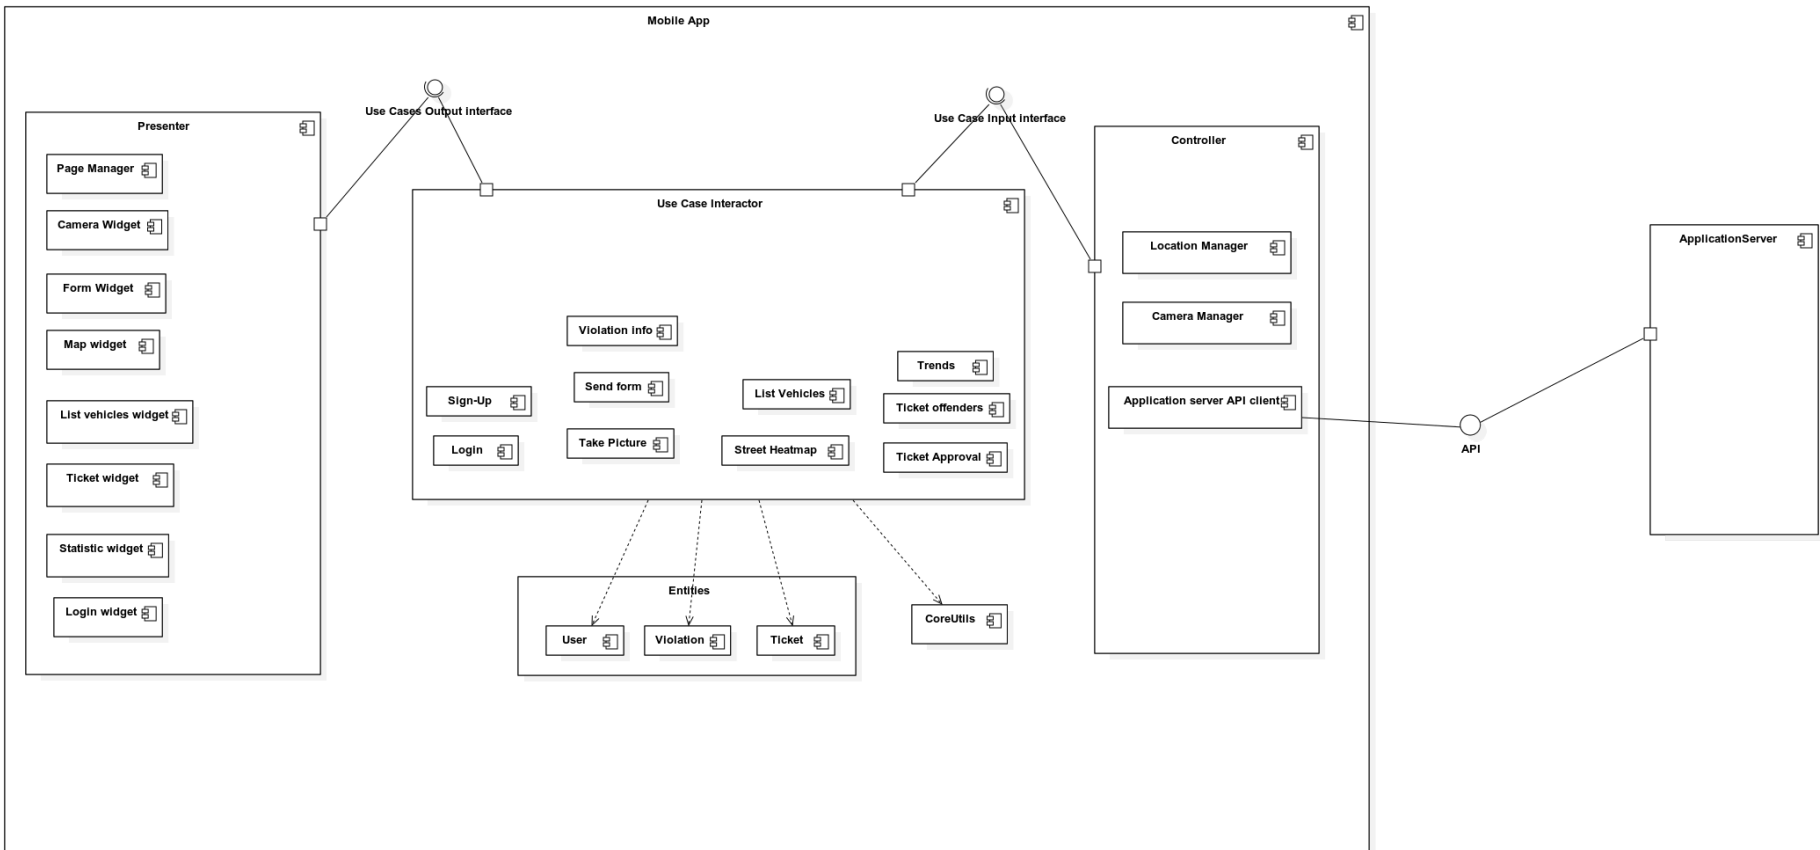 Mobile App
Use Cases Output interface
Use Case Input interface
Presenter
Page Manager
Camera Widget
Form Widget
Map widget
List vehicles widget
Ticket widget
Statistic widget
Login widget
Use Case Interactor
Violation info
Send form
Take Picture
Sign-Up
Login
List Vehicles
Street Heatmap
Trends
Ticket offenders
Ticket Approval
Entities
User
Violation
Ticket
CoreUtils
Controller
Location Manager
Camera Manager
Application server API client
API
ApplicationServer